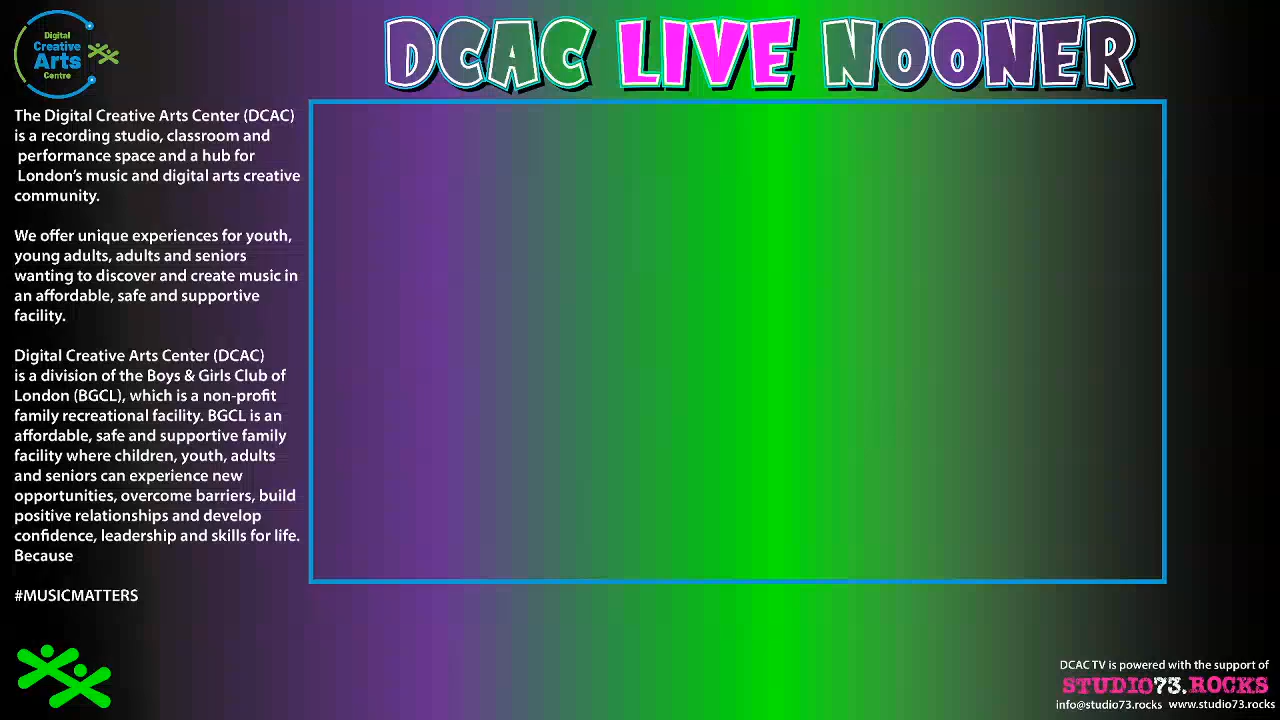 Digital
Creative
Arts
Centre
DCAC LIVE NOONER
The Digital Creative Arts Center (DCAC)
is a recording studio, classroom and
performance space and a hub for
London's music and digital arts creative
community.
We offer unique experiences for youth,
young adults, adults and seniors
wanting to discover and create music in
an affordable, safe and supportive
facility.
Digital Creative Arts Center (DCAC)
is a division of the Boys & Girls Club of
London (BGCL), which is a non-profit
family recreational facility. BGCL is an
affordable, safe and supportive family
facility where children, youth, adults
and seniors can experience new
opportunities, overcome barriers, build
positive relationships and develop
confidence, leadership and skills for life.
Because
#MUSICMATTERS
DCAC TV is powered with the support of
STUDIO73.ROCKS
info@studio73.rocks www.studio73.rocks